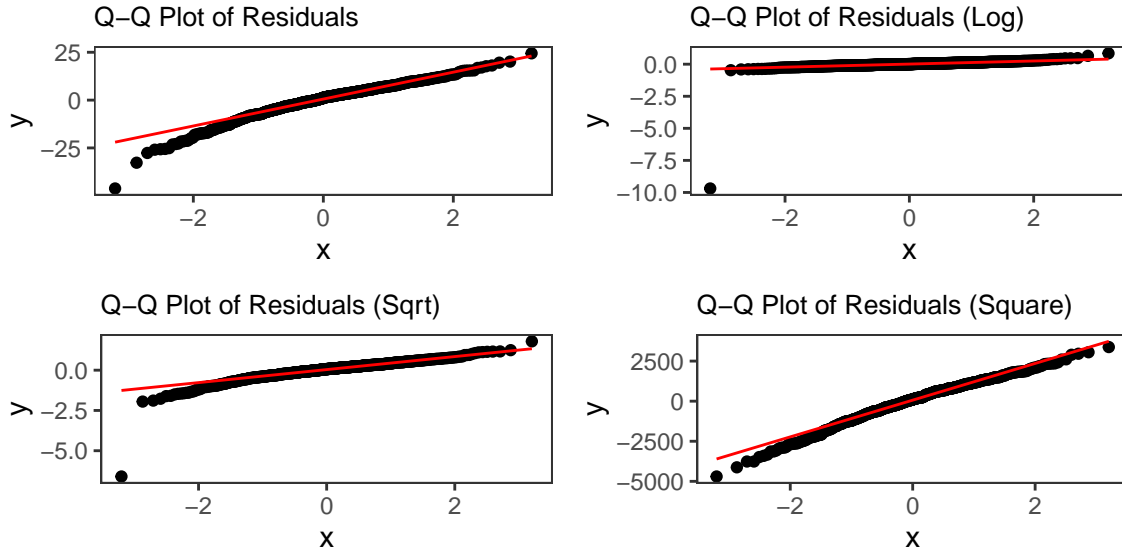 Q−Q Plot of Residuals
25
0
−25
y
−2
0
2
x
Q−Q Plot of Residuals (Log)
0.0
−2.5
−5.0
−7.5
−10.0
y
−2
0
2
x
Q−Q Plot of Residuals (Sqrt)
0.0
−2.5
−5.0
y
−2
0
2
x
Q−Q Plot of Residuals (Square)
2500
0
−2500
−5000
y
−2
0
2
x